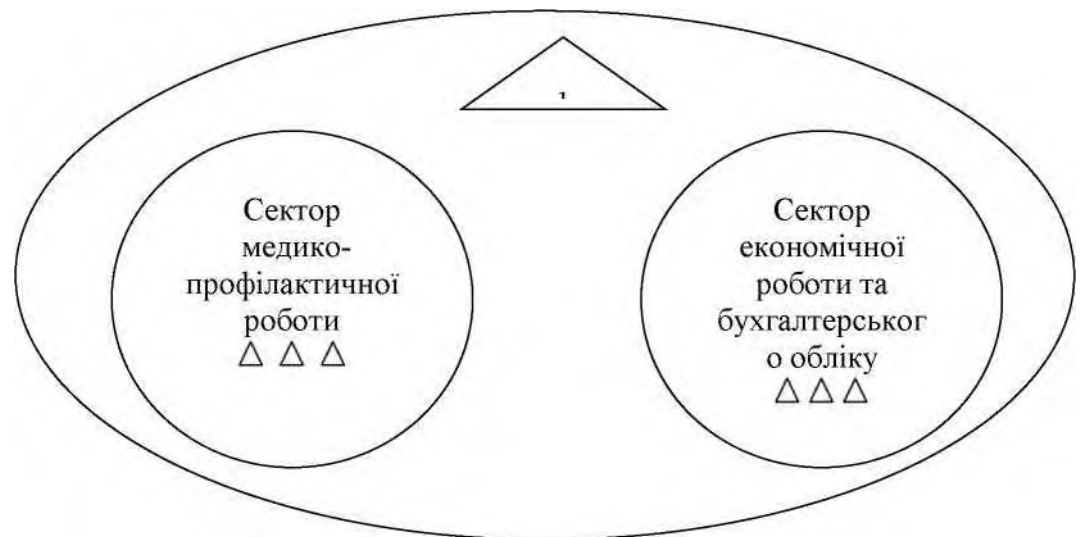 Сектор
медико-
профілактичної
роботи
△ △ △
Сектор
економічної
роботи та
бухгалтерськог
о обліку
△ △ △